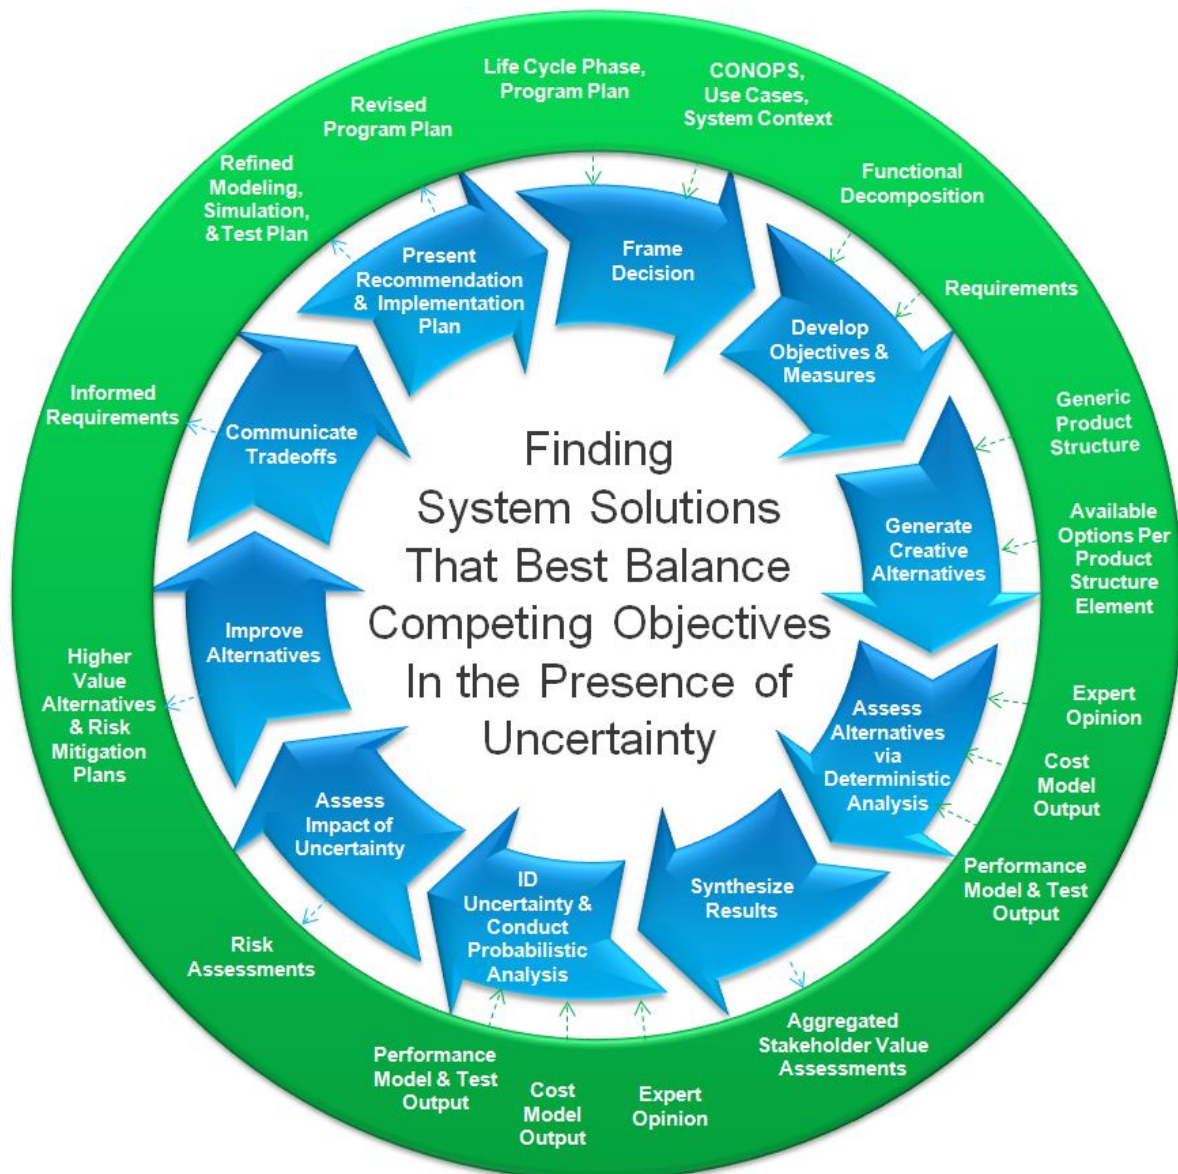 Life Cycle Phase,
Program Plan
CONOPS,
Use Cases,
System Context
Functional
Decomposition
Requirements
Generic
Product
Structure
Available
Options Per
Product
Structure
Element
Expert
Opinion
Cost
Model
Output
Performance
Model & Test
Output
Aggregated
Stakeholder Value
Assessments
Expert
Opinion
Cost
Model
Output
Performance
Model & Test
Output
Risk
Assessments
Higher
Value
Alternatives
& Risk
Mitigation
Plans
Informed
Requirements
Refined
Modeling,
Simulation,
& Test Plan
Revised
Program Plan
Frame
Decision
Develop
Objectives &
Measures
Generate
Creative
Alternatives
Assess
Alternatives
via
Deterministic
Analysis
Synthesize
Results
ID
Uncertainty &
Conduct
Probabilistic
Analysis
Assess
Impact of
Uncertainty
Improve
Alternatives
Communicate
Tradeoffs
Present
Recommendation
& Implementation
Plan
Finding
System Solutions
That Best Balance
Competing Objectives
In the Presence of
Uncertainty